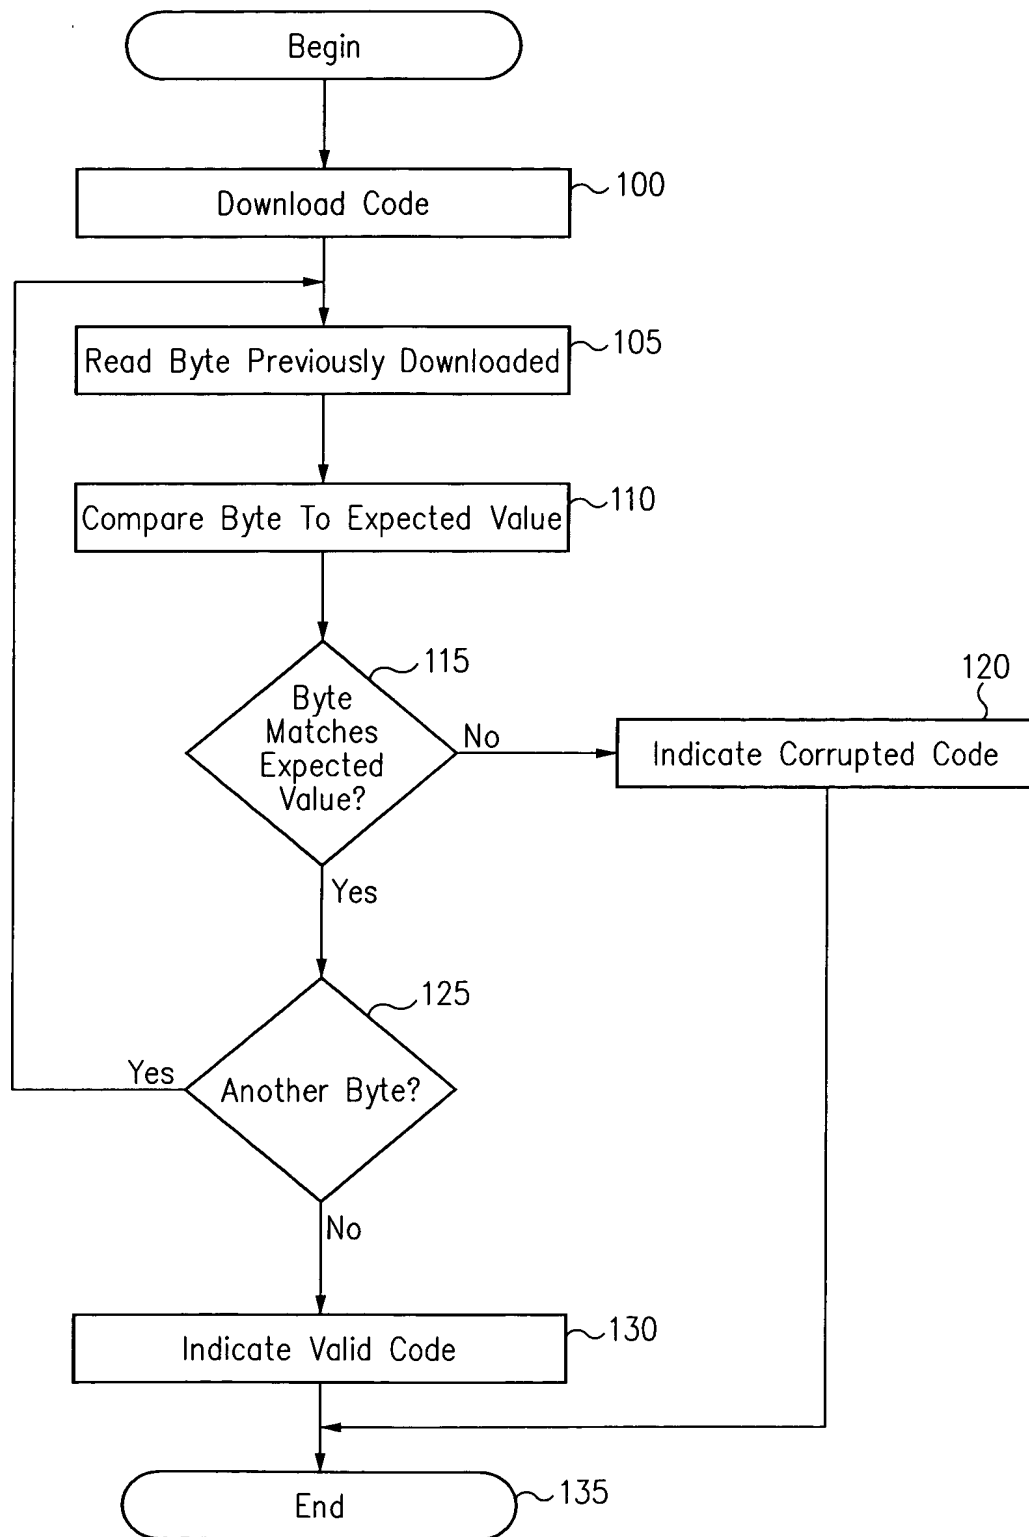 Begin
Download Code
100
Read Byte Previously Downloaded
105
Compare Byte To Expected Value
110
Byte
Matches
Expected
Value?
115
No
Indicate Corrupted Code
120
Yes
Another Byte?
125
Yes
No
Indicate Valid Code
130
End
135